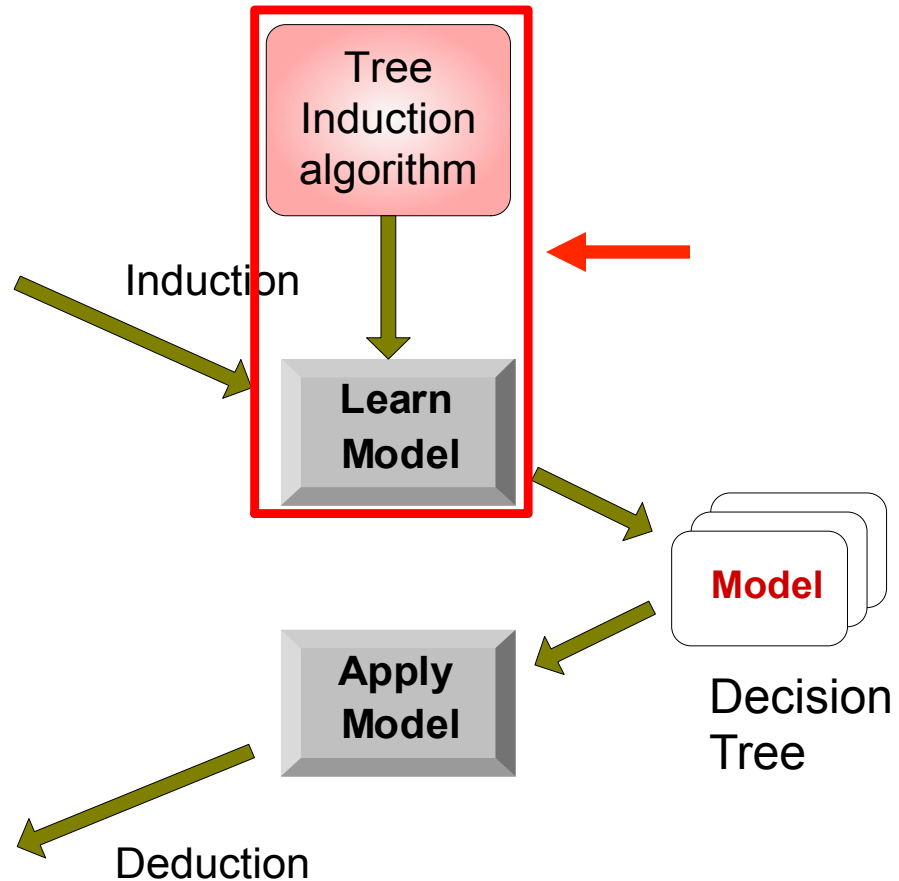 Tree
Induction
algorithm
Induction
Learn
Model
Model
Apply
Model
Decision
Tree
Deduction